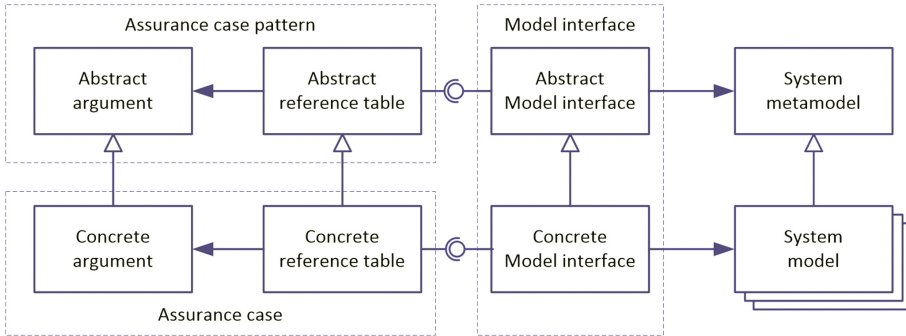 Assurance case pattern
Model interface
Abstract
argument
Abstract
reference table
Abstract
Model interface
System
metamodel
Concrete
argument
Concrete
reference table
Concrete
Model interface
System
model
Assurance case